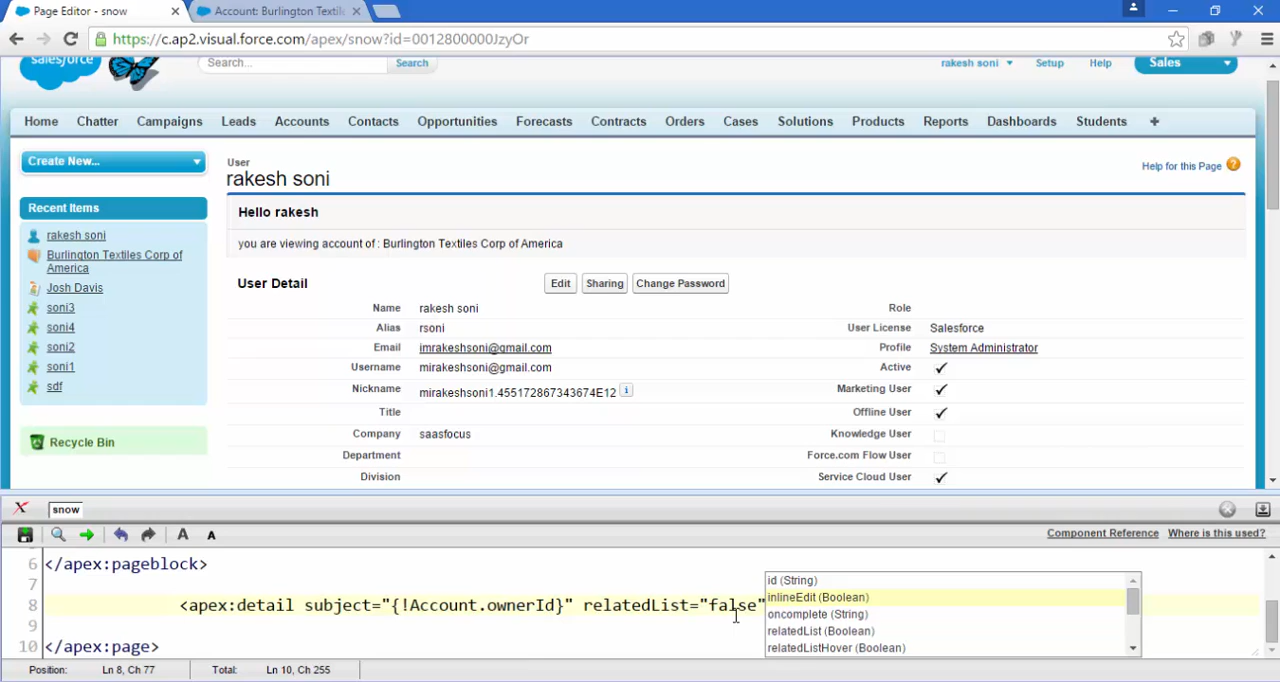 Page Editor - snow
Account: Burlington Textile
https://c.ap2.visual.force.com/apex/snow?id=0012800000JzyOr
salesforce
Search...
Search
rakesh soni
Setup
Help
Sales
Home
Chatter
Campaigns
Leads
Accounts
Contacts
Opportunities
Forecasts
Contracts
Orders
Cases
Solutions
Products
Reports
Dashboards
Students
+
Create New...
Recent Items
rakesh soni
Burlington Textiles Corp of
America
Josh Davis
soni3
soni4
soni2
soni1
sdf
Recycle Bin
User
rakesh soni
Help for this Page
Hello rakesh
you are viewing account of : Burlington Textiles Corp of America
User Detail
Edit
Sharing
Change Password
Name rakesh soni Role
Alias rsoni User License Salesforce
Email imrakeshsoni@gmail.com Profile System Administrator
Username mirakeshsoni@gmail.com Active
Nickname mirakeshsoni1.455172867343674E12 Marketing User
Title Offline User
Company saasfocus Knowledge User
Department Force.com Flow User
Division Service Cloud User
snow
A A
Component Reference
Where is this used?
6 </apex:pageblock>
7
8 <apex:detail subject="{!Account.ownerId}" relatedList="false"
9
10 </apex:page>
id (String)
inlineEdit (Boolean)
oncomplete (String)
relatedList (Boolean)
relatedListHover (Boolean)
Position: Ln 8, Ch 77 Total: Ln 10, Ch 255